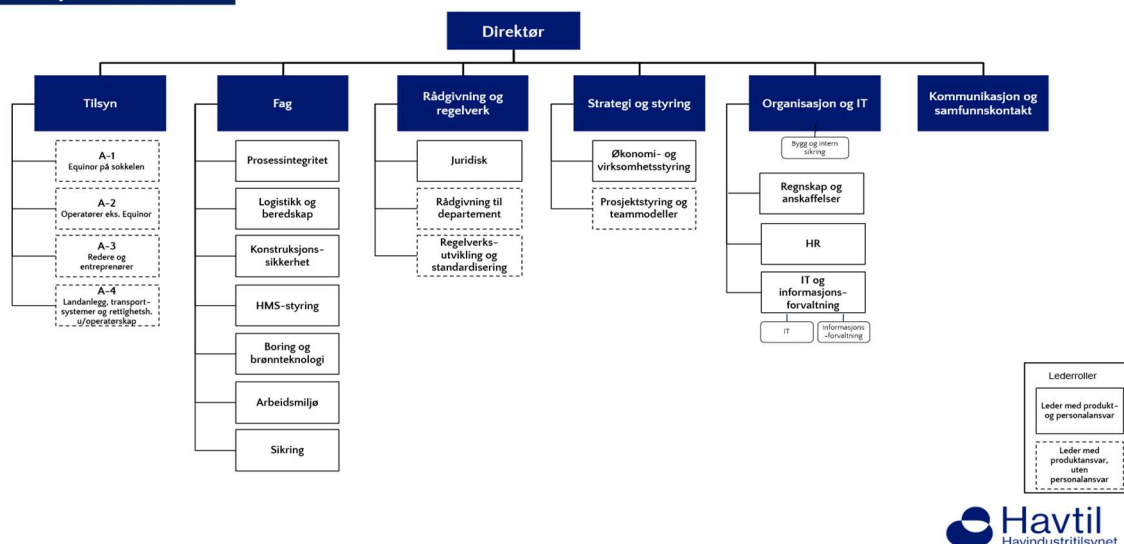 Direktør
Tilsyn
Fag
Rådgivning og
regelverk
Strategi og styring
Organisasjon og IT
Kommunikasjon og
samfunnskontakt
A-1
Equinor på sokkelen
A-2
Operatører eks. Equinor
A-3
Redere og
entreprenører
A-4
Landanlegg, transport-
systemer og rettighetsh.
u/operatørskap
Prosessintegritet
Logistikk og
beredskap
Konstruksjons-
sikkerhet
HMS-styring
Boring og
brønnteknologi
Arbeidsmiljø
Sikring
Juridisk
Rådgivning til
departement
Regelverks-
utvikling og
standardisering
Økonomi- og
virksomhetsstyring
Prosjektstyring og
teammodeller
Bygg og intern
sikring
Regnskap og
anskaffelser
HR
IT og
informasjons-
forvaltning
IT
Informasjons
-forvaltning
Lederroller
Leder med produkt-
og personalansvar
Leder med
produktansvar,
uten
personalansvar
Havtil
Havindustritilsynet